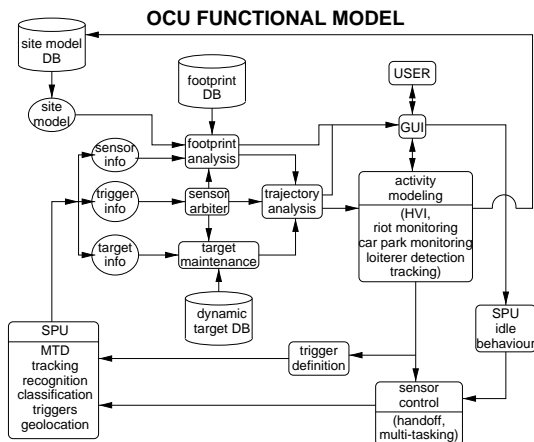 OCU FUNCTIONAL MODEL
site model
DB
footprint
DB
USER
site
model
GUI
sensor
info
footprint
analysis
activity
modeling
(HVI,
riot monitoring
car park monitoring
loiterer detection
tracking)
trigger
info
sensor
arbiter
trajectory
analysis
target
info
target
maintenance
dynamic
target DB
SPU
idle
behaviour
SPU
MTD
tracking
recognition
classification
triggers
geolocation
trigger
definition
sensor
control
(handoff,
multi-tasking)